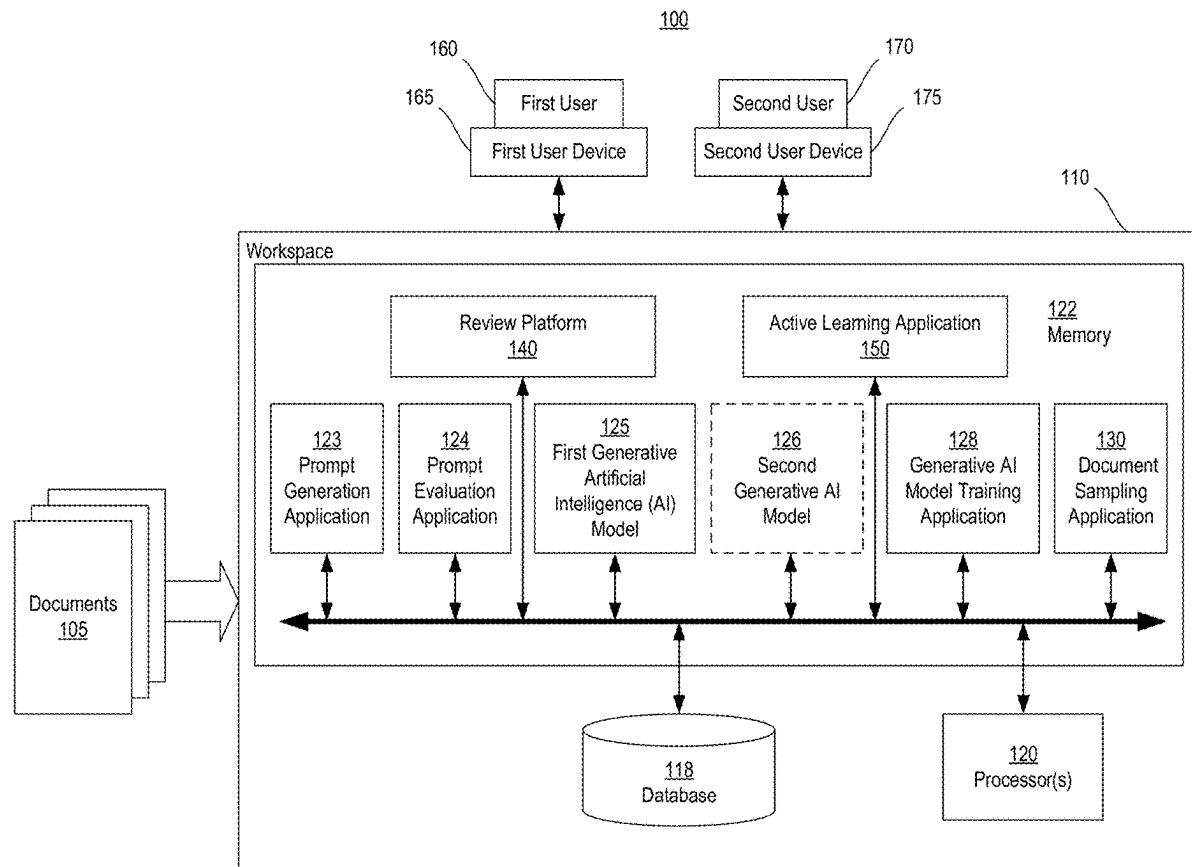 100
160
170
First User
Second User
165
175
First User Device
Second User Device
110
Workspace
Review Platform
140
Active Learning Application
150
122
Memory
123
Prompt
Generation
Application
124
Prompt
Evaluation
Application
125
First Generative
Artificial
Intelligence (AI)
Model
126
Second
Generative AI
Model
128
Generative AI
Model Training
Application
130
Document
Sampling
Application
Documents
105
118
Database
120
Processor(s)